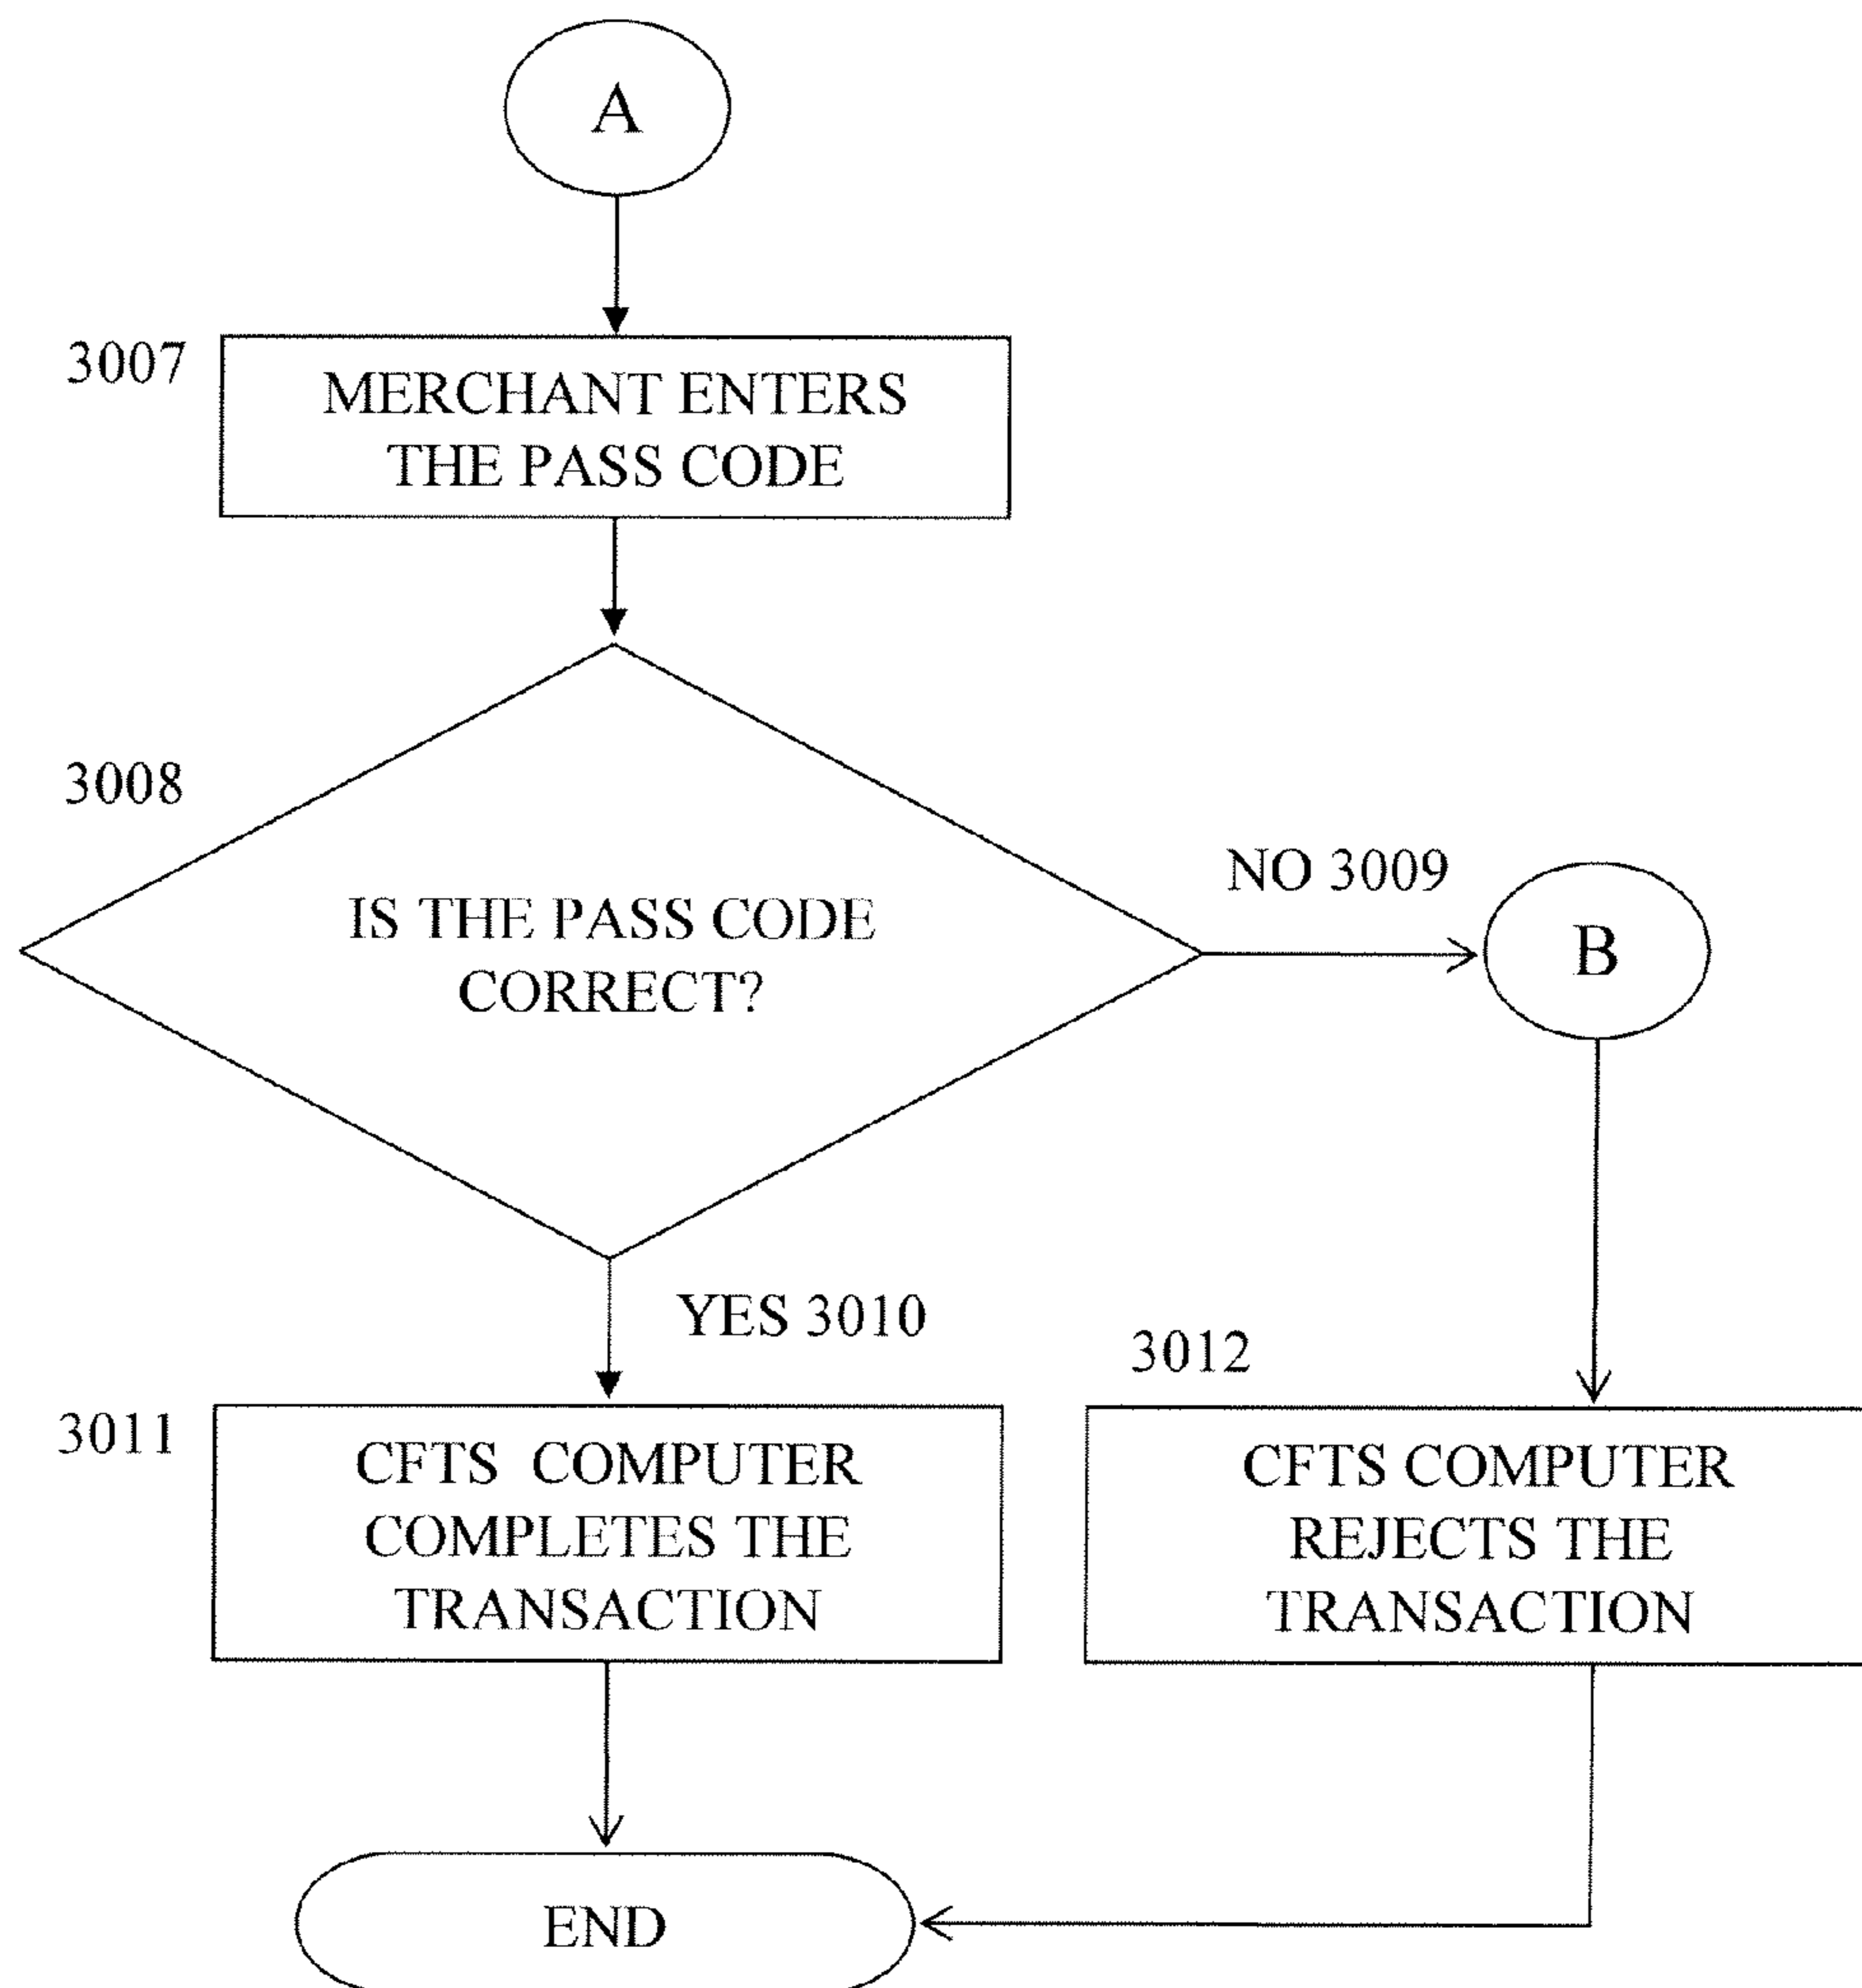 A
3007
MERCHANT ENTERS
THE PASS CODE
3008
IS THE PASS CODE
CORRECT?
NO 3009
B
YES 3010
3011
CFTS COMPUTER
COMPLETES THE
TRANSACTION
3012
CFTS COMPUTER
REJECTS THE
TRANSACTION
END